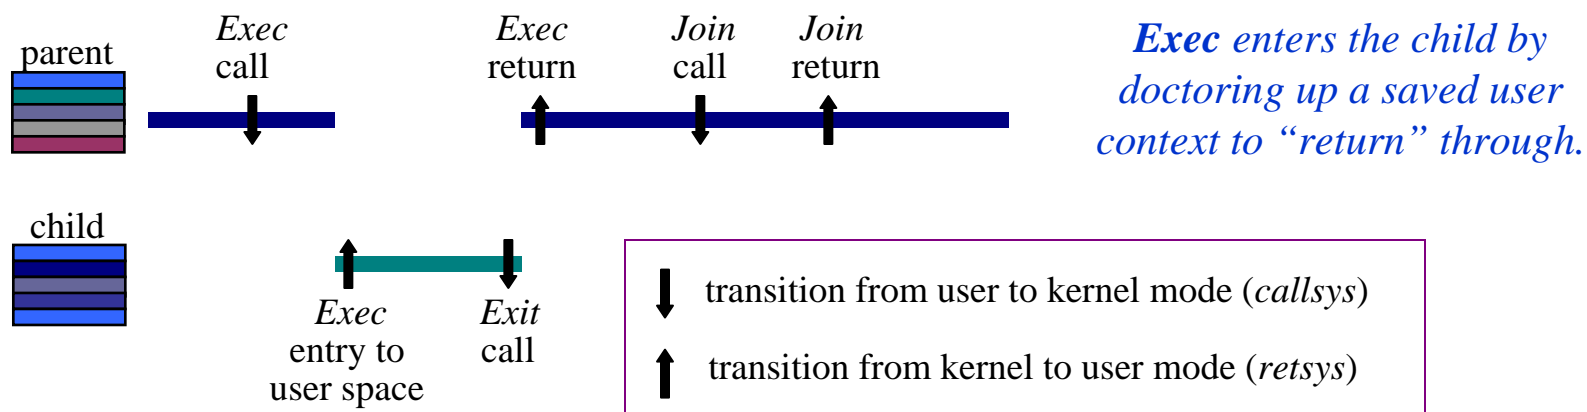 parent
Exec
call
Exec
return
Join
call
Join
return
Exec enters the child by
doctoring up a saved user
context to “return” through.
child
Exec
entry to
user space
Exit
call
transition from user to kernel mode (callsys)
transition from kernel to user mode (retsys)